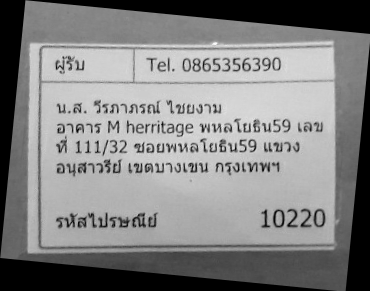 ผู้รับ Tel. 0865356390
น.ส. วีรภาภรณ์ ไชยงาม
อาคาร M herritage พหลโยธิน59 เลข
ที่ 111/32 ซอยพหลโยธิน59 แขวง
อนุสาวรีย์ เขตบางเขน กรุงเทพฯ
รหัสไปรษณีย์ 10220